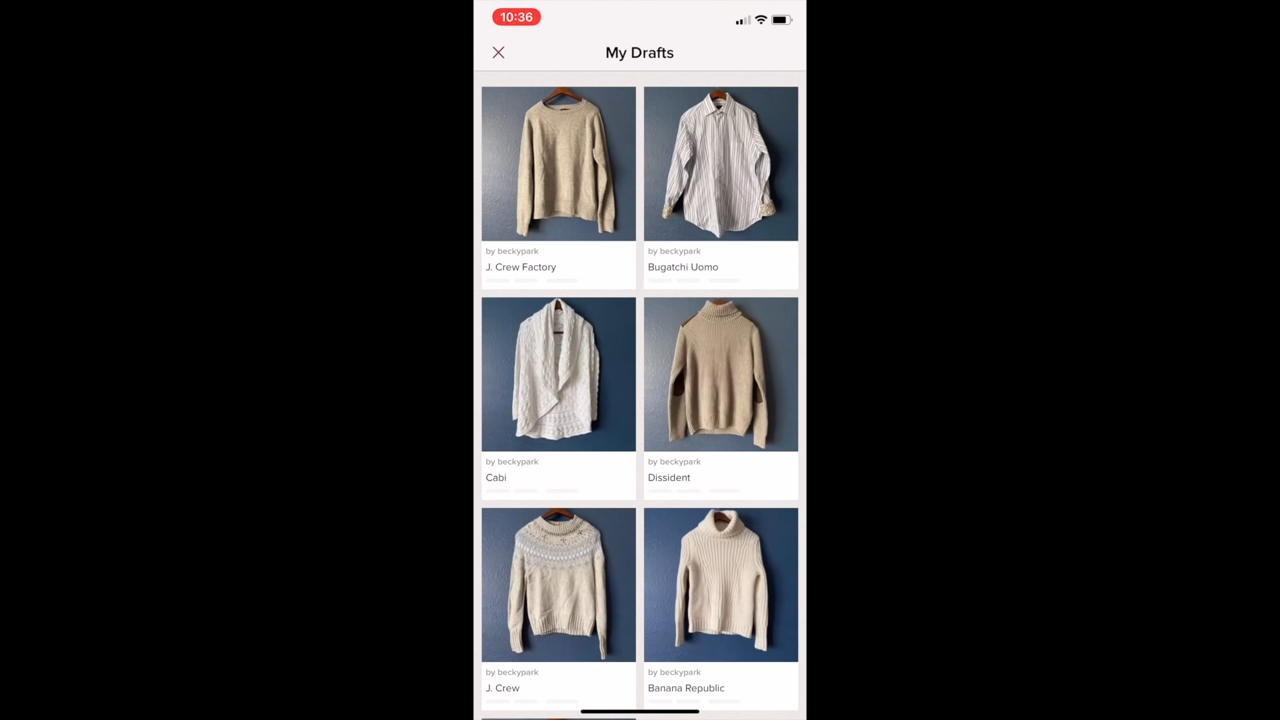 10:36
My Drafts
by beckypark
J. Crew Factory
by beckypark
Bugatchi Uomo
by beckypark
Cabi
by beckypark
Dissident
by beckypark
J. Crew
by beckypark
Banana Republic